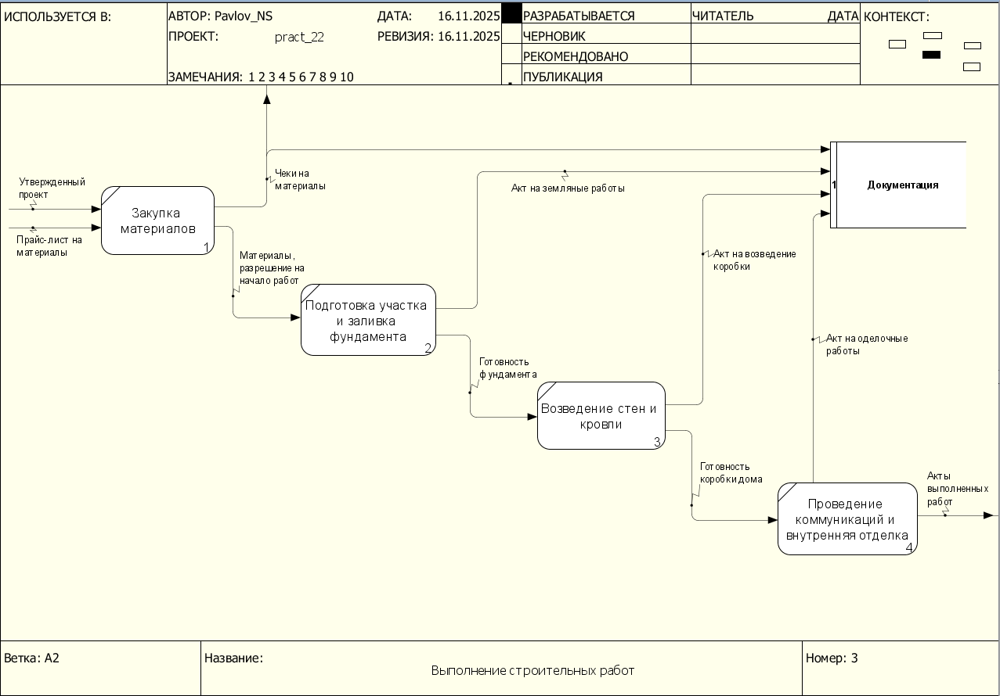 ИСПОЛЬЗУЕТСЯ В:
АВТОР: Pavlov_NS
ДАТА: 16.11.2025
ПРОЕКТ: pract_22
РЕВИЗИЯ: 16.11.2025
ЗАМЕЧАНИЯ: 1 2 3 4 5 6 7 8 9 10
РАЗРАБАТЫВАЕТСЯ
ЧЕРНОВИК
РЕКОМЕНДОВАНО
ПУБЛИКАЦИЯ
ЧИТАТЕЛЬ
ДАТА
КОНТЕКСТ:
Чеки на
материалы
Утвержденный
проект
Прайс-лист на
материалы
Закупка
материалов
1
Акт на земляные работы
1
Документация
Материалы,
разрешение на
начало работ
Акт на возведение
коробки
Подготовка участка
и заливка
фундамента
2
Акт на оделочные
работы
Готовность
фундамента
Возведение стен и
кровли
3
Готовность
коробки дома
Проведение
коммуникаций и
внутренняя отделка
4
Акты
выполненных
работ
Ветка: A2
Название:
Выполнение строительных работ
Номер: 3